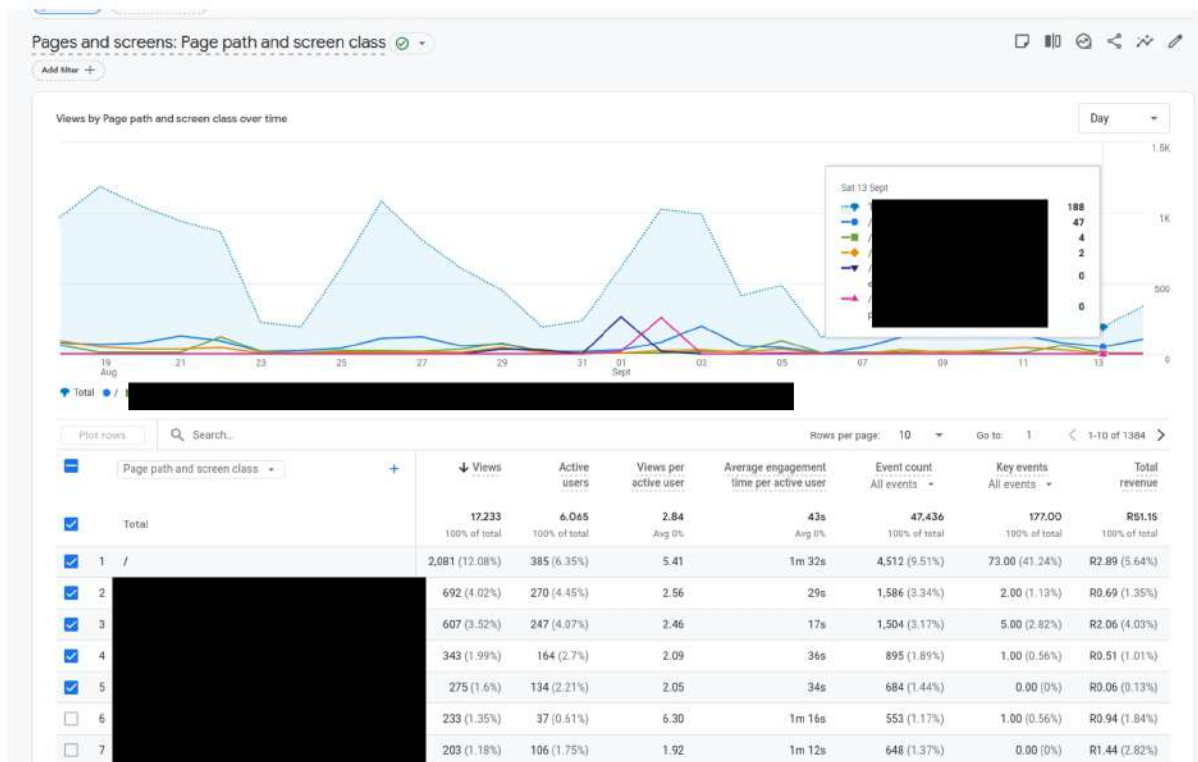 Pages and screens: Page path and screen class
Add filter +
Views by Page path and screen class over time
Day
1.5K
1K
500
0
Sat 13 Sept
188
47
4
2
0
0
19 21 23 25 27 29 31 01 03 05 07 09 11 13
Aug Sept
Total /
Plot rows Search... Rows per page: 10 Go to: 1 < 1-10 of 1384 >
Page path and screen class + ↓ Views Active users Views per active user Average engagement time per active user Event count All events Key events All events Total revenue
Total 17,233 6,065 2.84 43s 47,436 177.00 R51.15
100% of total 100% of total Avg 0% Avg 0% 100% of total 100% of total 100% of total
1 / 2,081 (12.08%) 385 (6.35%) 5.41 1m 32s 4,512 (9.51%) 73.00 (41.24%) R2.89 (5.64%)
2 692 (4.02%) 270 (4.45%) 2.56 29s 1,586 (3.34%) 2.00 (1.13%) R0.69 (1.35%)
3 607 (3.52%) 247 (4.07%) 2.46 17s 1,504 (3.17%) 5.00 (2.82%) R2.06 (4.03%)
4 343 (1.99%) 164 (2.7%) 2.09 36s 895 (1.89%) 1.00 (0.56%) R0.51 (1.01%)
5 275 (1.6%) 134 (2.21%) 2.05 34s 684 (1.44%) 0.00 (0%) R0.06 (0.13%)
6 233 (1.35%) 37 (0.61%) 6.30 1m 16s 553 (1.17%) 1.00 (0.56%) R0.94 (1.84%)
7 203 (1.18%) 106 (1.75%) 1.92 1m 12s 648 (1.37%) 0.00 (0%) R1.44 (2.82%)